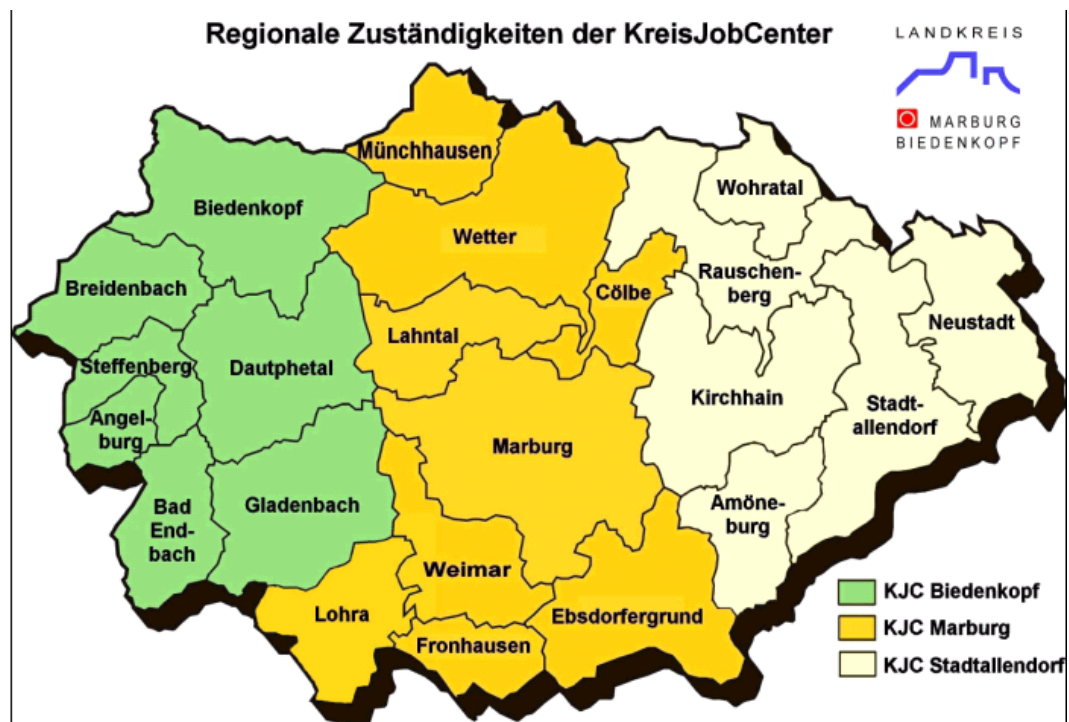 Regionale Zuständigkeiten der KreisJobCenter
LANDKREIS
MARBURG
BIEDENKOPF
Münchhausen
Wohratal
Biedenkopf
Wetter
Rauschen-
berg
Breidenbach
Cölbe
Neustadt
Lahntal
Steffenberg
Dautphetal
Kirchhain
Stadt-
allendorf
Angel-
burg
Marburg
Bad
End-
bach
Gladenbach
Amöne-
burg
Weimar
Lohra
Ebsdorfergrund
Fronhausen
KJC Biedenkopf
KJC Marburg
KJC Stadtallendorf